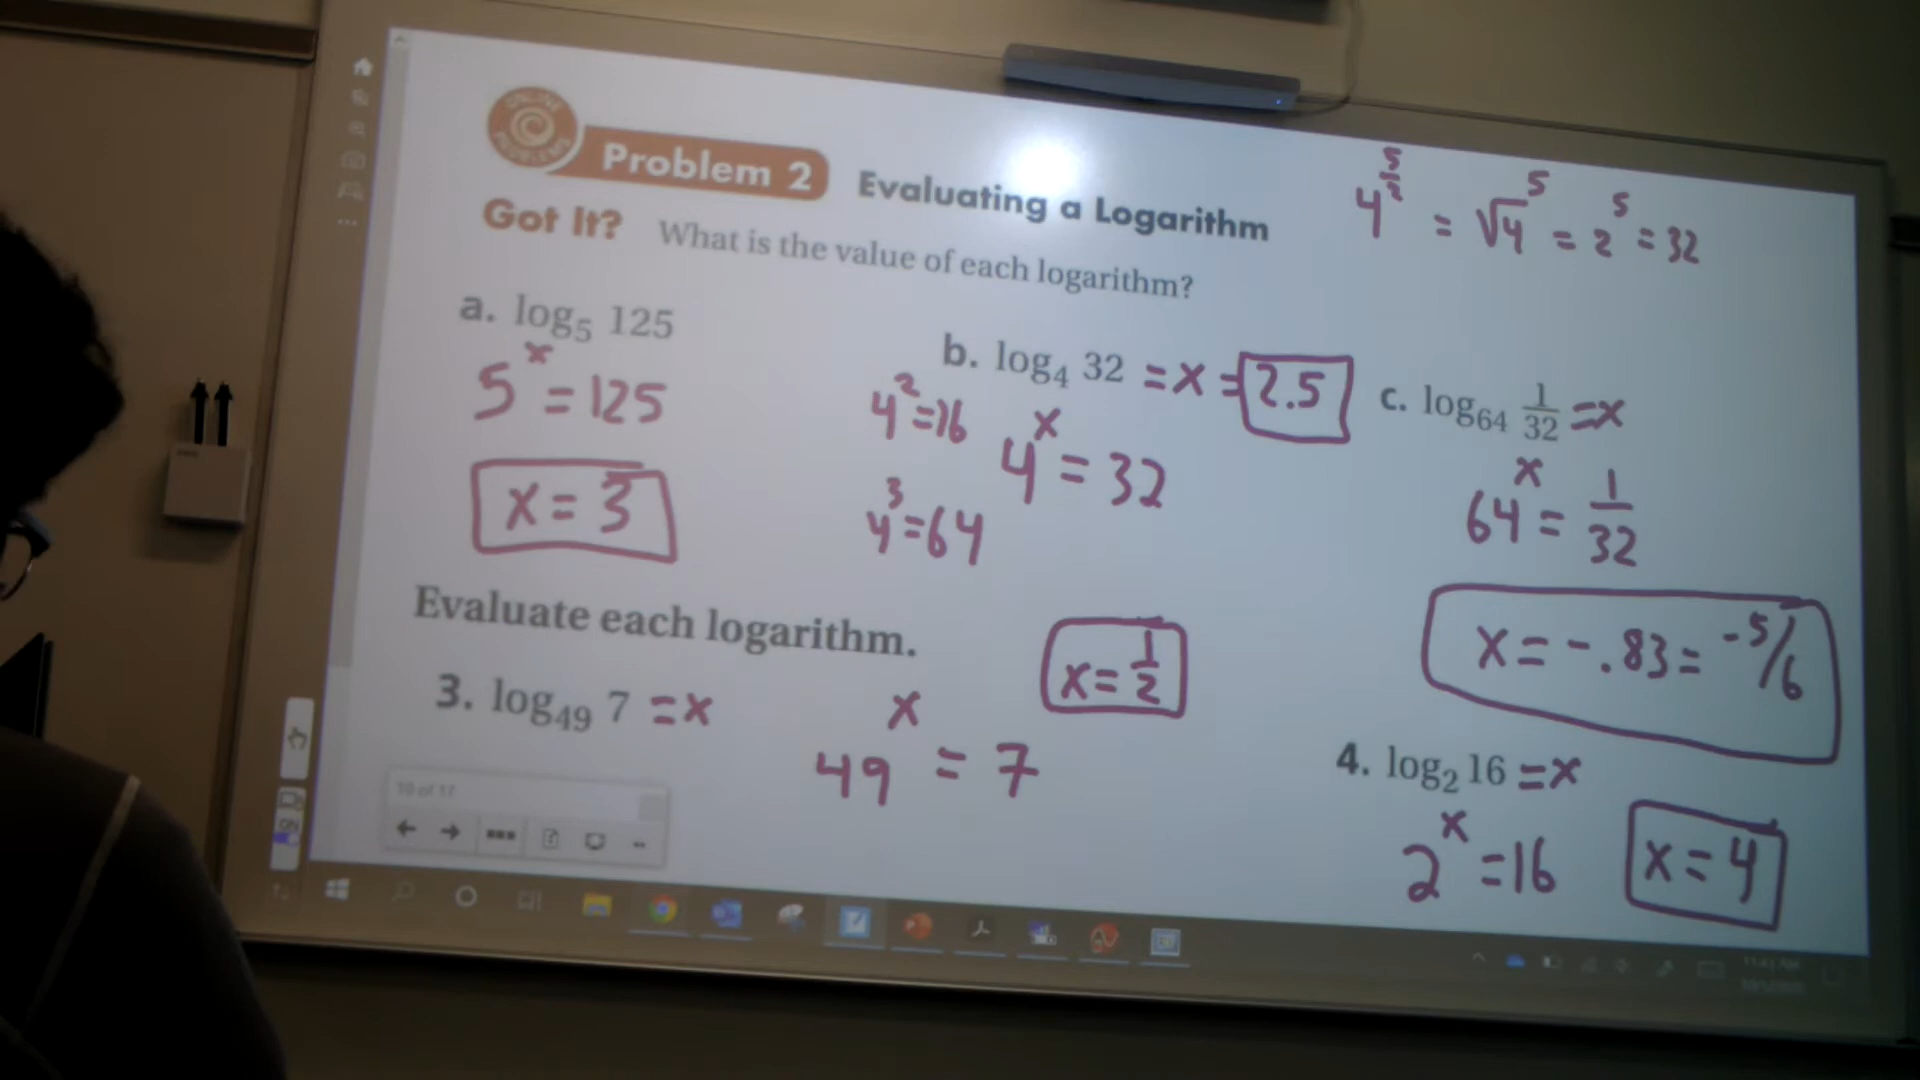 ONLINE PROBLEMS
Problem 2 Evaluating a Logarithm
Got It? What is the value of each logarithm?
4^(5/2) = √4^5 = 2^5 = 32
a. log₅ 125
5^x = 125
x = 3
b. log₄ 32 = x = 2.5
4^2 = 16
4^x = 32
4^3 = 64
c. log₆₄ 1/32 = x
64^x = 1/32
x = -.83 = -5/6
Evaluate each logarithm.
3. log₄₉ 7 = x
49^x = 7
x = 1/2
4. log₂ 16 = x
2^x = 16
x = 4